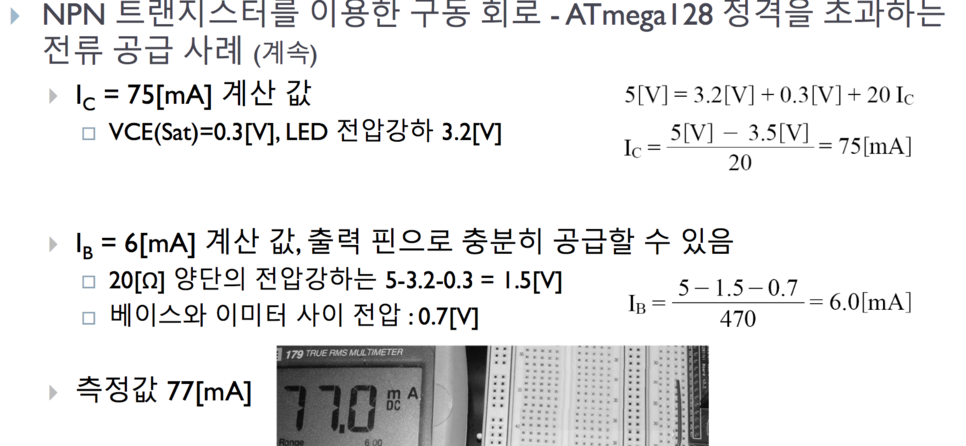 NPN 트랜지스터를 이용한 구동 회로 - ATmega128 정격을 초과하는
전류 공급 사례 (계속)
I_C = 75[mA] 계산 값
VCE(Sat)=0.3[V], LED 전압강하 3.2[V]
5[V] = 3.2[V] + 0.3[V] + 20 I_C
I_C = (5[V] − 3.5[V]) / 20 = 75[mA]
I_B = 6[mA] 계산 값, 출력 핀으로 충분히 공급할 수 있음
20[Ω] 양단의 전압강하는 5-3.2-0.3 = 1.5[V]
베이스와 이미터 사이 전압 : 0.7[V]
I_B = (5 − 1.5 − 0.7) / 470 = 6.0[mA]
측정값 77[mA]
179 TRUE RMS MULTIMETER
77.0 mA DC
Range 6.00